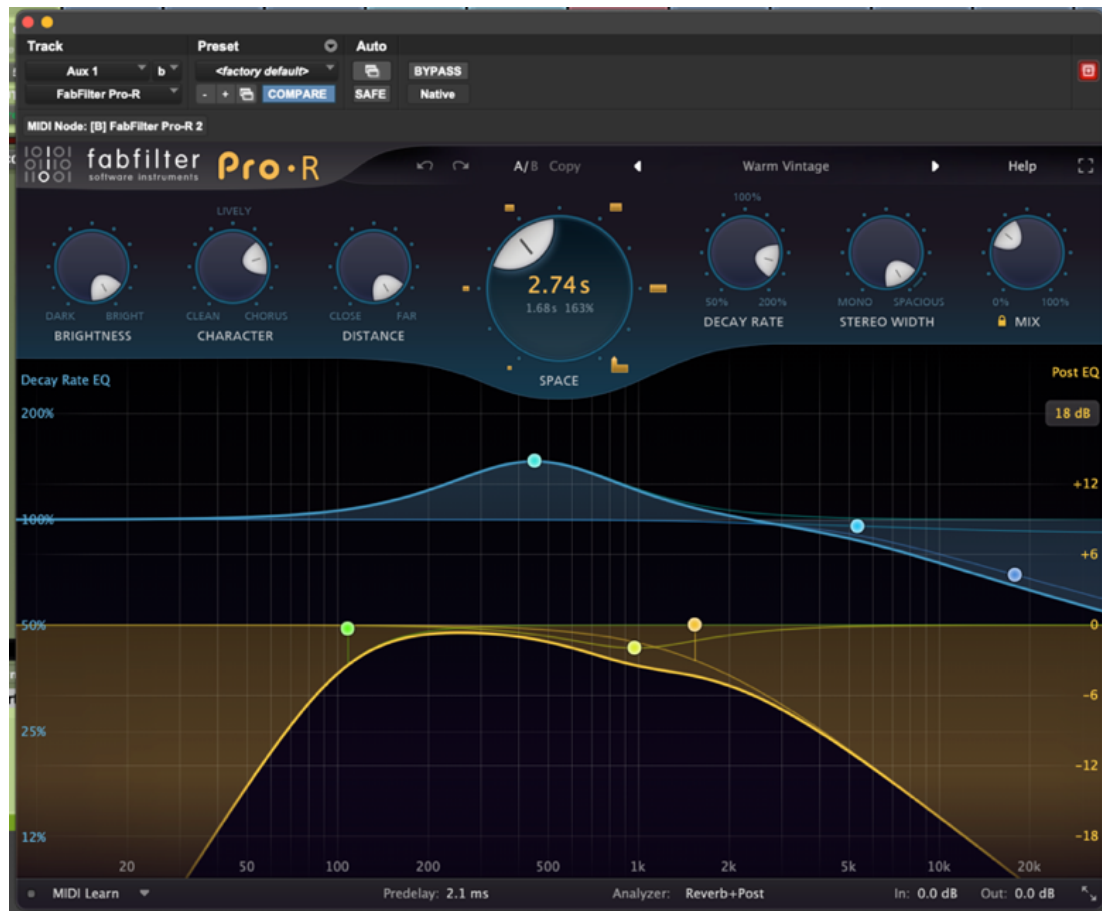 Track Preset Auto
Aux 1 b <factory default> BYPASS
FabFilter Pro-R - + COMPARE SAFE Native
MIDI Node: [B] FabFilter Pro-R 2
fabfilter Pro·R A/B Copy Warm Vintage Help
software instruments
LIVELY 100%
2.74s
1.68s 163%
DARK BRIGHT CLEAN CHORUS CLOSE FAR 50% 200% MONO SPACIOUS 0% 100%
BRIGHTNESS CHARACTER DISTANCE DECAY RATE STEREO WIDTH MIX
SPACE
Decay Rate EQ Post EQ
200% 18 dB
+12
100%
+6
50% 0
-6
25%
-12
12% -18
20 50 100 200 500 1k 2k 5k 10k 20k
MIDI Learn Predelay: 2.1 ms Analyzer: Reverb+Post In: 0.0 dB Out: 0.0 dB